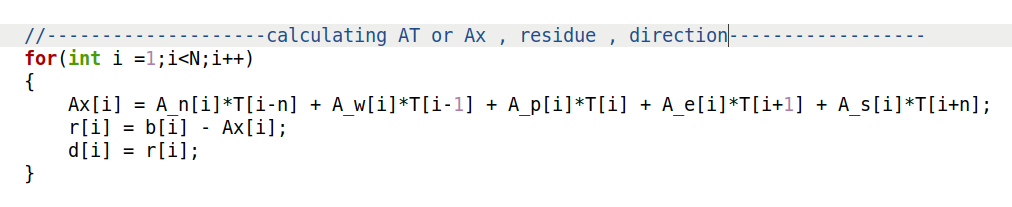 //--------------------calculating AT or Ax , residue , direction------------------
for(int i =1;i<N;i++)
{
    Ax[i] = A_n[i]*T[i-n] + A_w[i]*T[i-1] + A_p[i]*T[i] + A_e[i]*T[i+1] + A_s[i]*T[i+n];
    r[i] = b[i] - Ax[i];
    d[i] = r[i];
}